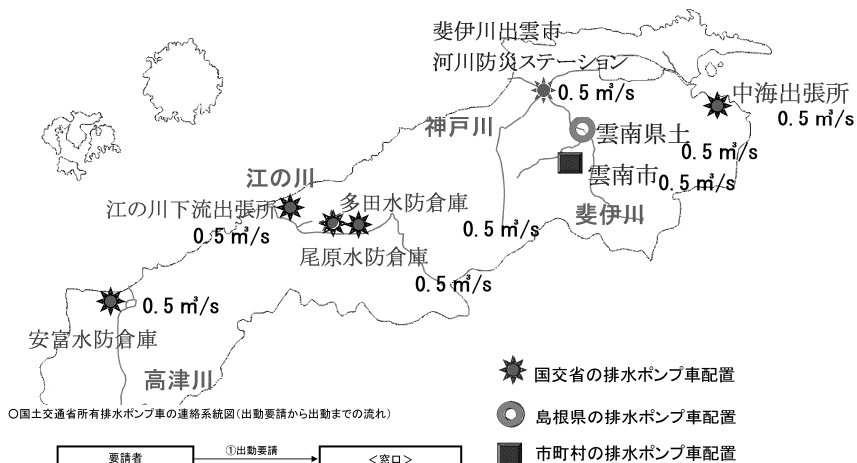 斐伊川出雲市
河川防災ステーション
0.5 ㎥/s
中海出張所
0.5 ㎥/s
神戸川
雲南県土
0.5 ㎥/s
雲南市
0.5 ㎥/s
江の川
多田水防倉庫
江の川下流出張所
斐伊川
0.5 ㎥/s
0.5 ㎥/s
尾原水防倉庫
0.5 ㎥/s
0.5 ㎥/s
安富水防倉庫
高津川
国交省の排水ポンプ車配置
〇国土交通省所有排水ポンプ車の連絡系統図(出動要請から出動までの流れ)
島根県の排水ポンプ車配置
市町村の排水ポンプ車配置
要請者
①出動要請
<窓口>